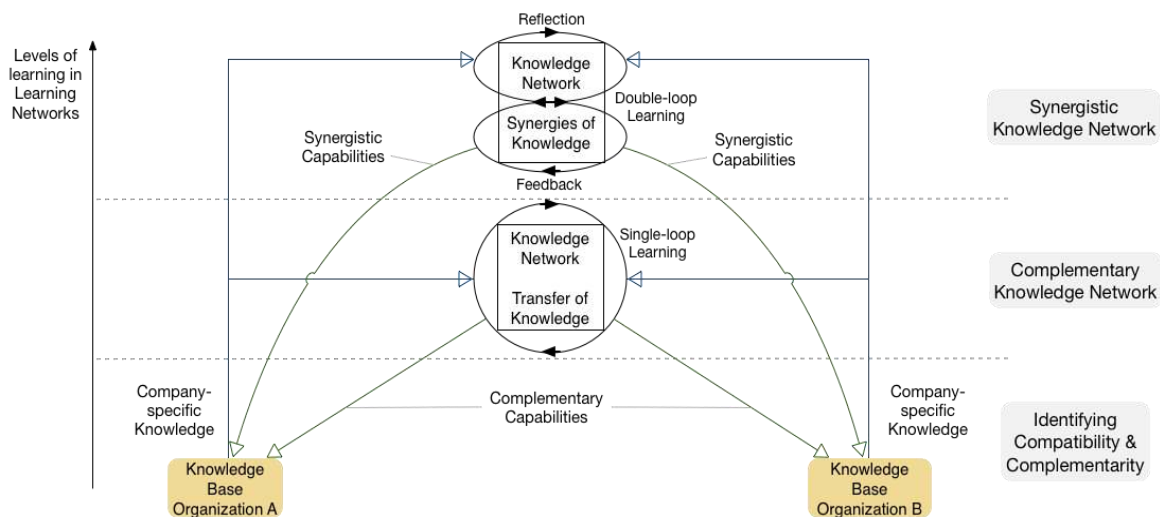 Reflection
Levels of
learning in
Learning
Networks
Knowledge
Network
Double-loop
Learning
Synergies of
Knowledge
Synergistic
Capabilities
Synergistic
Capabilities
Synergistic
Knowledge Network
Feedback
Knowledge
Network
Single-loop
Learning
Transfer of
Knowledge
Complementary
Knowledge Network
Company-
specific
Knowledge
Complementary
Capabilities
Company-
specific
Knowledge
Identifying
Compatibility &
Complementarity
Knowledge
Base
Organization A
Knowledge
Base
Organization B